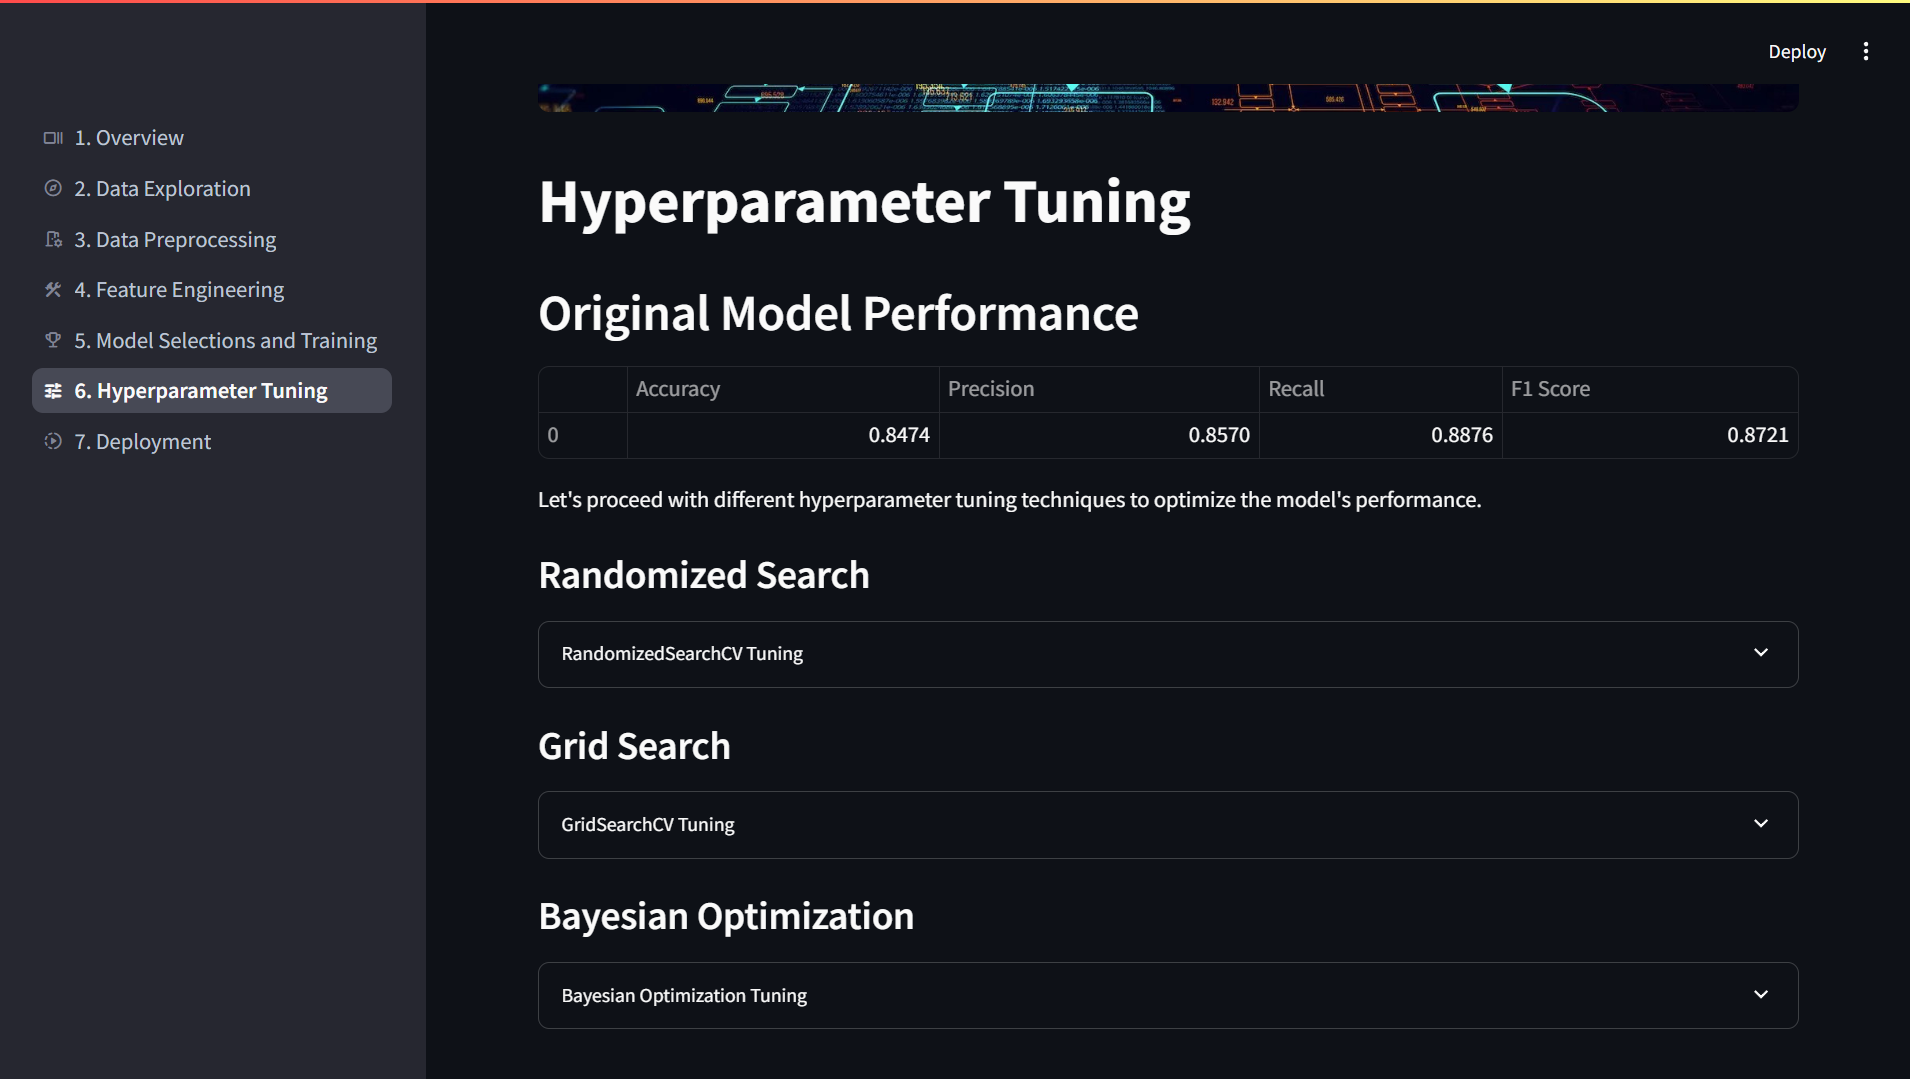 Deploy
132.942
1. Overview
2. Data Exploration
3. Data Preprocessing
4. Feature Engineering
5. Model Selections and Training
6. Hyperparameter Tuning
7. Deployment
Hyperparameter Tuning
Original Model Performance
Accuracy Precision Recall F1 Score
0 0.8474 0.8570 0.8876 0.8721
Let's proceed with different hyperparameter tuning techniques to optimize the model's performance.
Randomized Search
RandomizedSearchCV Tuning
Grid Search
GridSearchCV Tuning
Bayesian Optimization
Bayesian Optimization Tuning